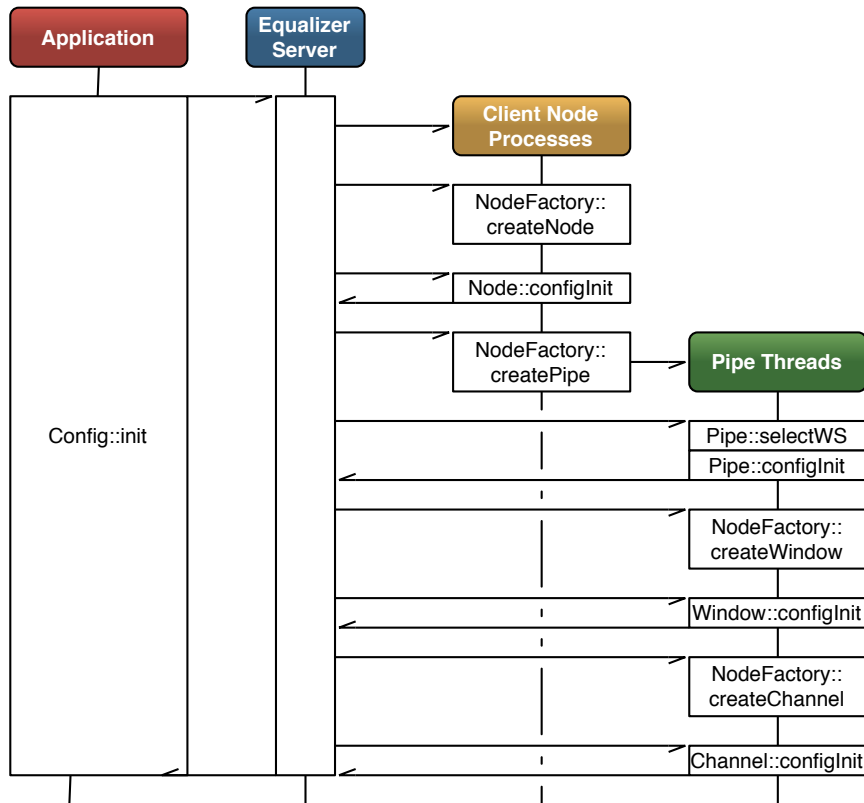 Application
Equalizer
Server
Client Node
Processes
NodeFactory::
createNode
Node::configInit
NodeFactory::
createPipe
Pipe Threads
Config::init
Pipe::selectWS
Pipe::configInit
NodeFactory::
createWindow
Window::configInit
NodeFactory::
createChannel
Channel::configInit